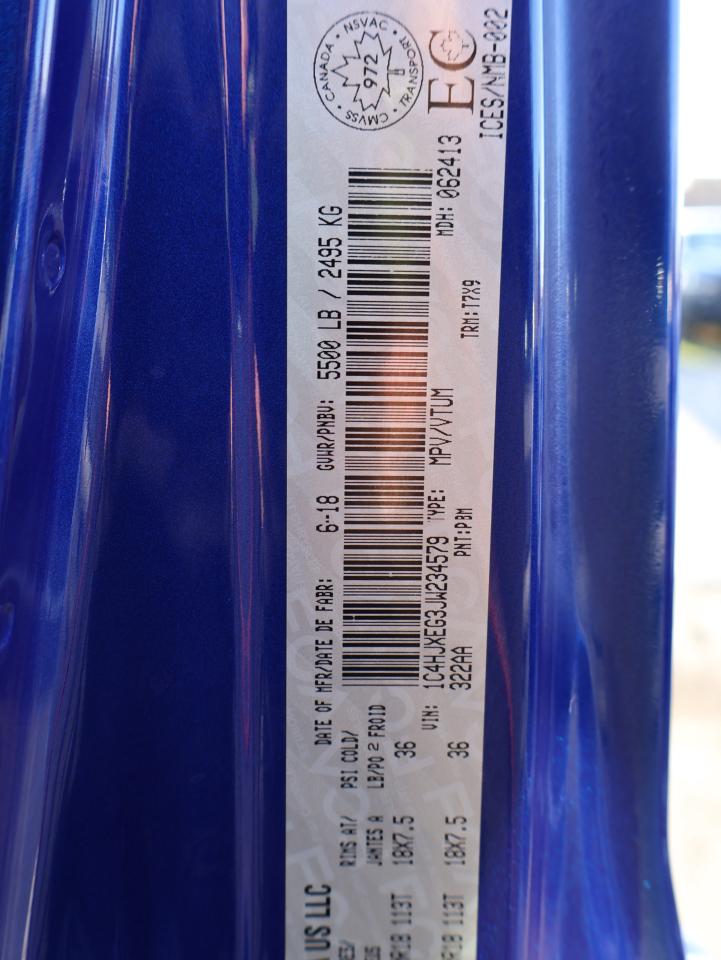 A US LLC
DATE OF MFR/DATE DE FABR: 6-18 GVWR/PNBV: 5500 LB / 2495 KG
RIMS AT/ PSI COLD/
JANTES A LB/PO 2 FROID
R18 113T 18X7.5 36
VIN: 1C4HJXEG3JW234579 TYPE: MPV/VTUM MDH: 062413
R18 113T 18X7.5 36
322AA PNT:PBM TRM:T7X9
CANADA · NSVAC · TRANSPORT · CMVSS
972
EC
ICES/NMB-002